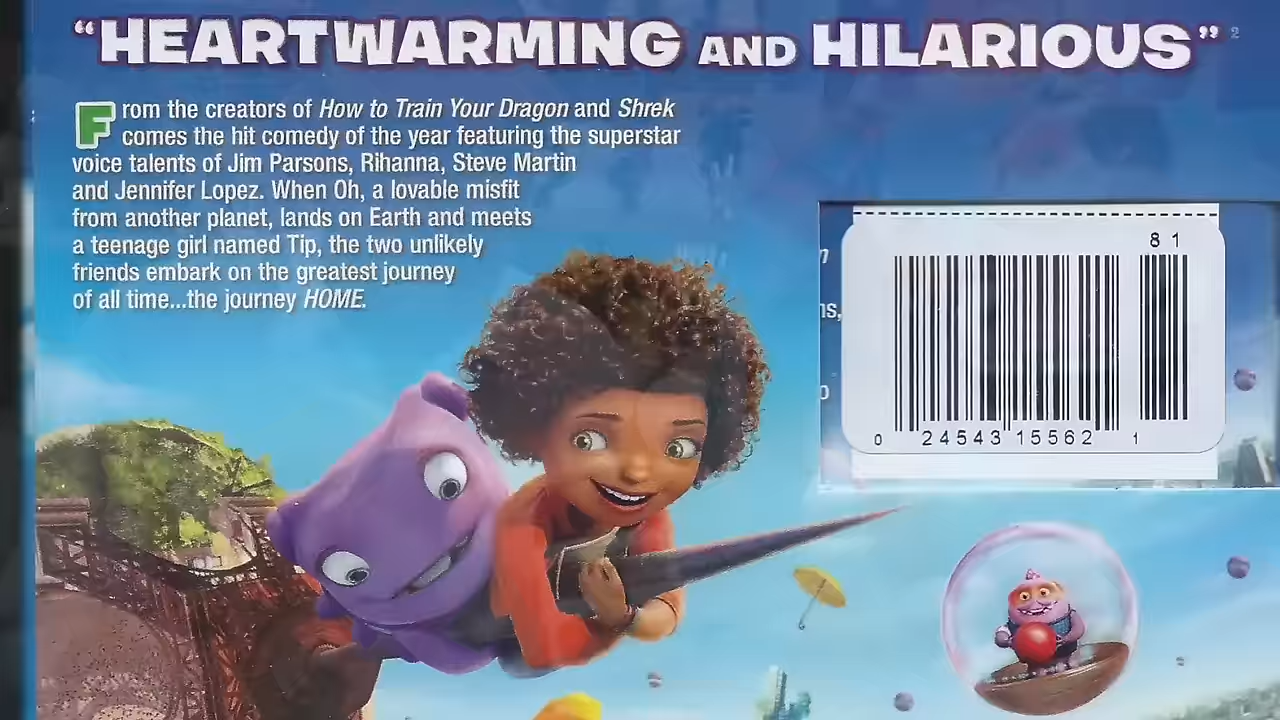 “HEARTWARMING AND HILARIOUS” 2
From the creators of How to Train Your Dragon and Shrek
comes the hit comedy of the year featuring the superstar
voice talents of Jim Parsons, Rihanna, Steve Martin
and Jennifer Lopez. When Oh, a lovable misfit
from another planet, lands on Earth and meets
a teenage girl named Tip, the two unlikely
friends embark on the greatest journey
of all time...the journey HOME.
81
0 24543 15562 1